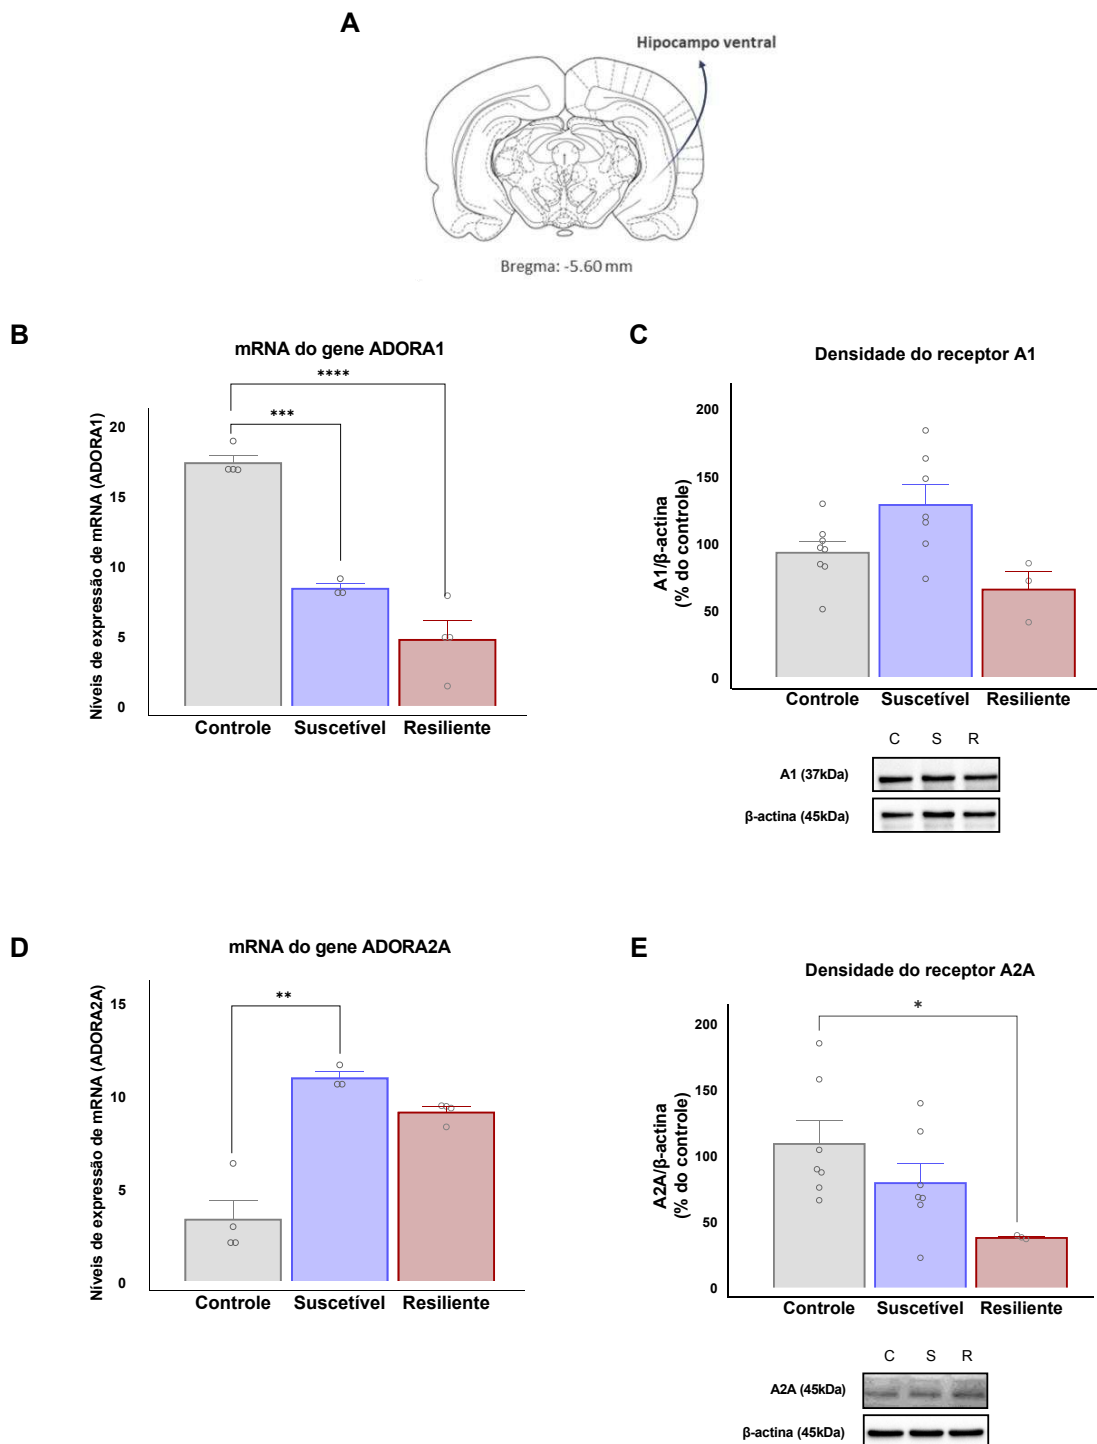 A
Hipocampo ventral
Bregma: -5.60 mm
B
mRNA do gene ADORA1
Níveis de expressão de mRNA (ADORA1)
20
15
10
5
0
****
***
Controle
Suscetível
Resiliente
C
Densidade do receptor A1
A1/β-actina
(% do controle)
200
150
100
50
0
Controle
Suscetível
Resiliente
C S R
A1 (37kDa)
β-actina (45kDa)
D
mRNA do gene ADORA2A
Níveis de expressão de mRNA (ADORA2A)
15
10
5
0
**
Controle
Suscetível
Resiliente
E
Densidade do receptor A2A
A2A/β-actina
(% do controle)
200
150
100
50
0
*
Controle
Suscetível
Resiliente
C S R
A2A (45kDa)
β-actina (45kDa)